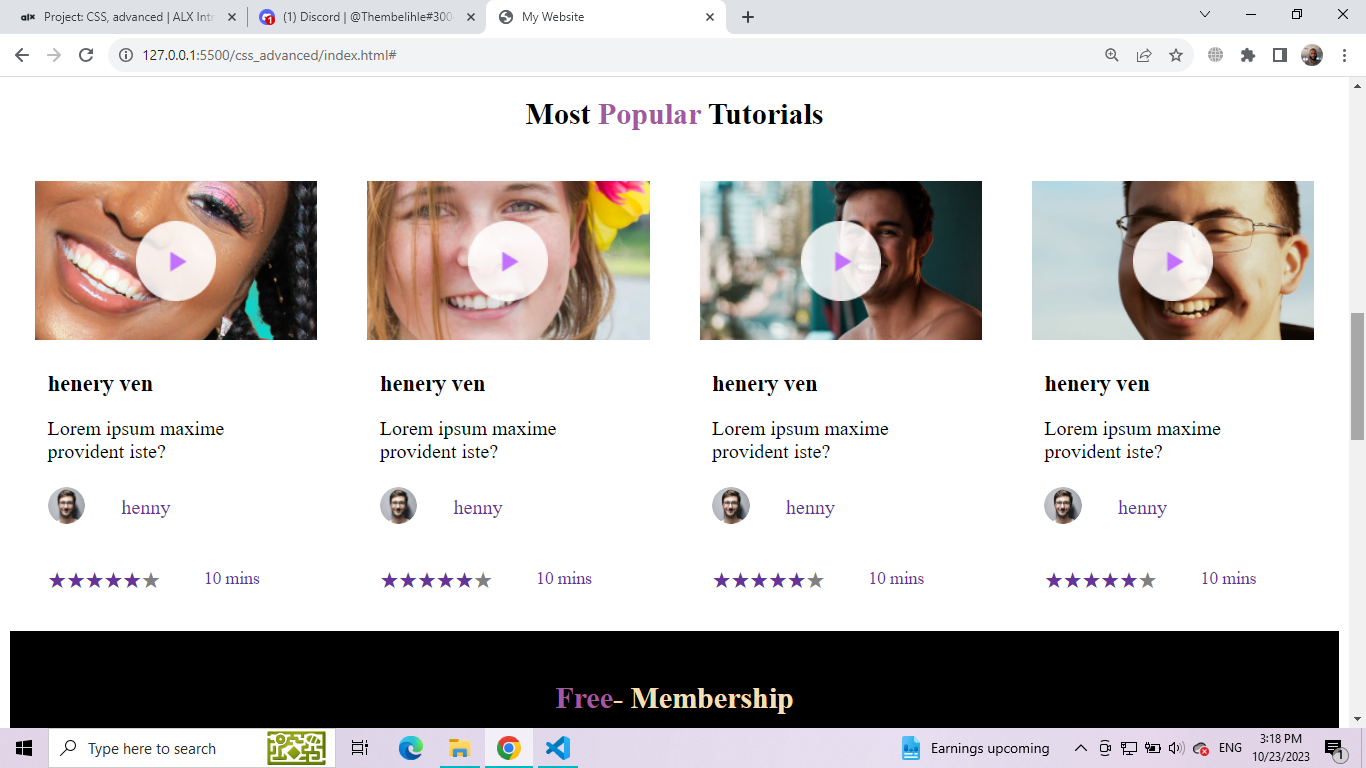 alx Project: CSS, advanced | ALX Intr
(1) Discord | @Thembelihle#300
My Website
127.0.0.1:5500/css_advanced/index.html#
Most Popular Tutorials
henery ven henery ven henery ven henery ven
Lorem ipsum maxime Lorem ipsum maxime Lorem ipsum maxime Lorem ipsum maxime
provident iste? provident iste? provident iste? provident iste?
henny henny henny henny
★★★★★★ 10 mins ★★★★★★ 10 mins ★★★★★★ 10 mins ★★★★★★ 10 mins
Free- Membership
Type here to search
Earnings upcoming
ENG
3:18 PM
10/23/2023
1